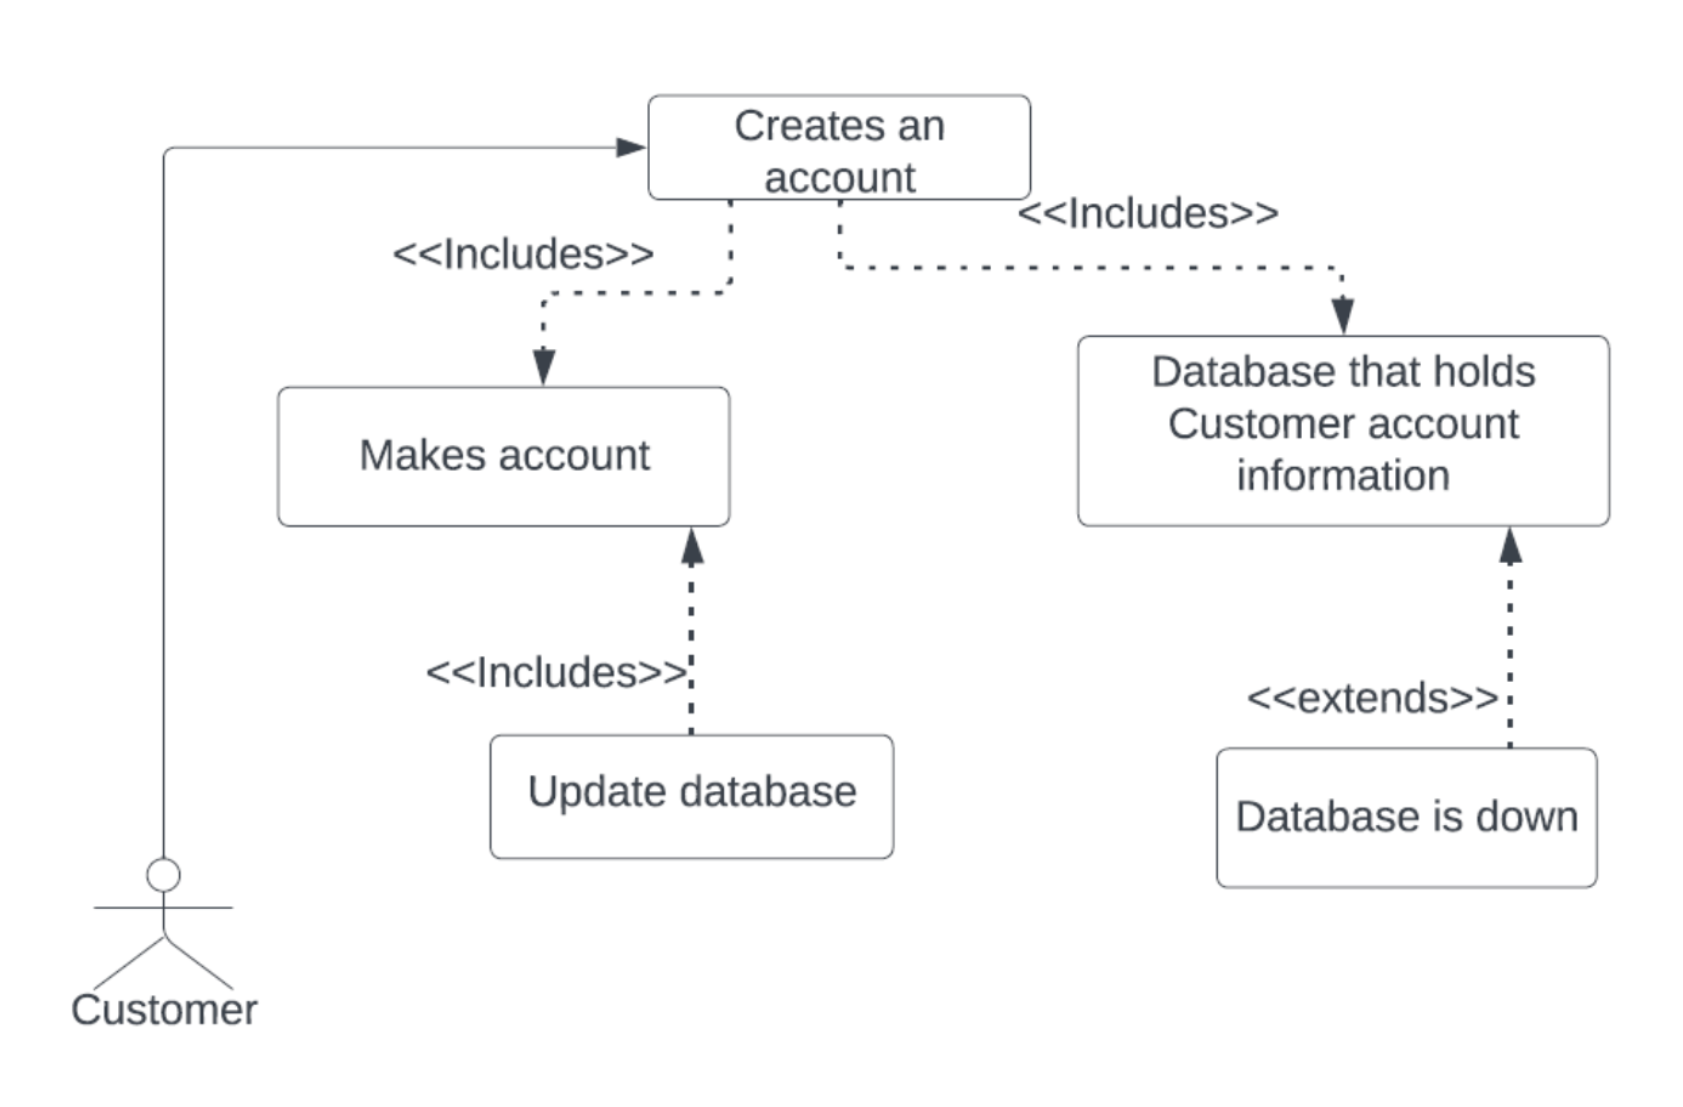 Creates an
account
<<Includes>>
<<Includes>>
Makes account
Database that holds
Customer account
information
<<Includes>>
<<extends>>
Update database
Database is down
Customer